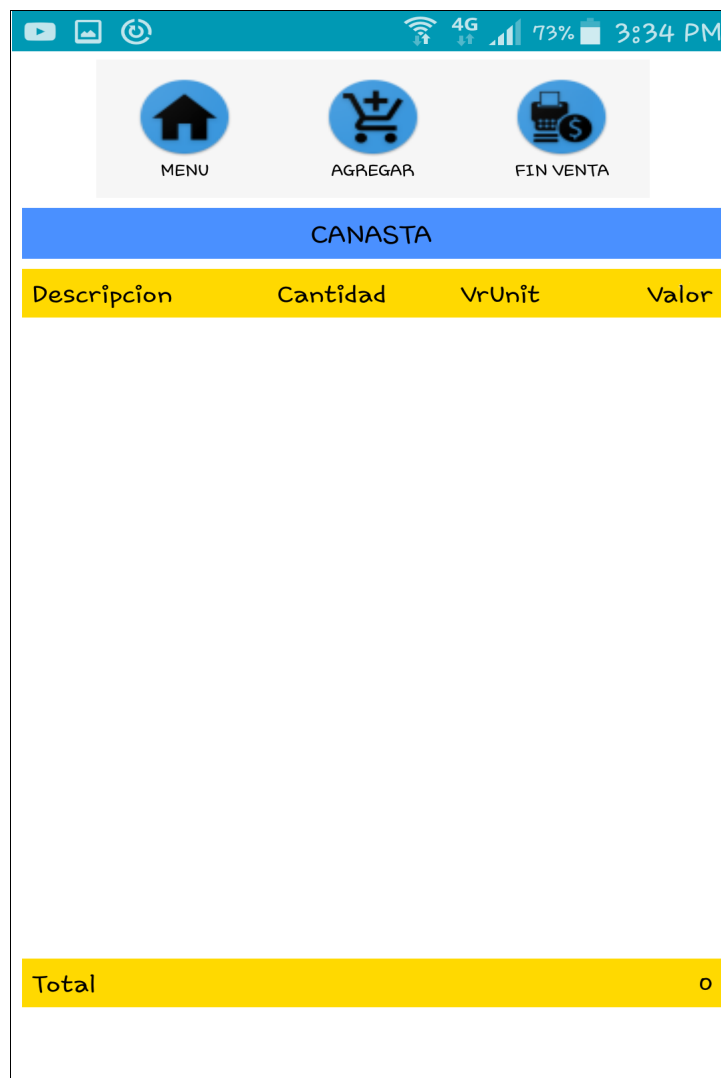 4G 73% 3:34 PM
MENU AGREGAR FIN VENTA
CANASTA
Descripcion Cantidad VrUnit Valor
Total 0